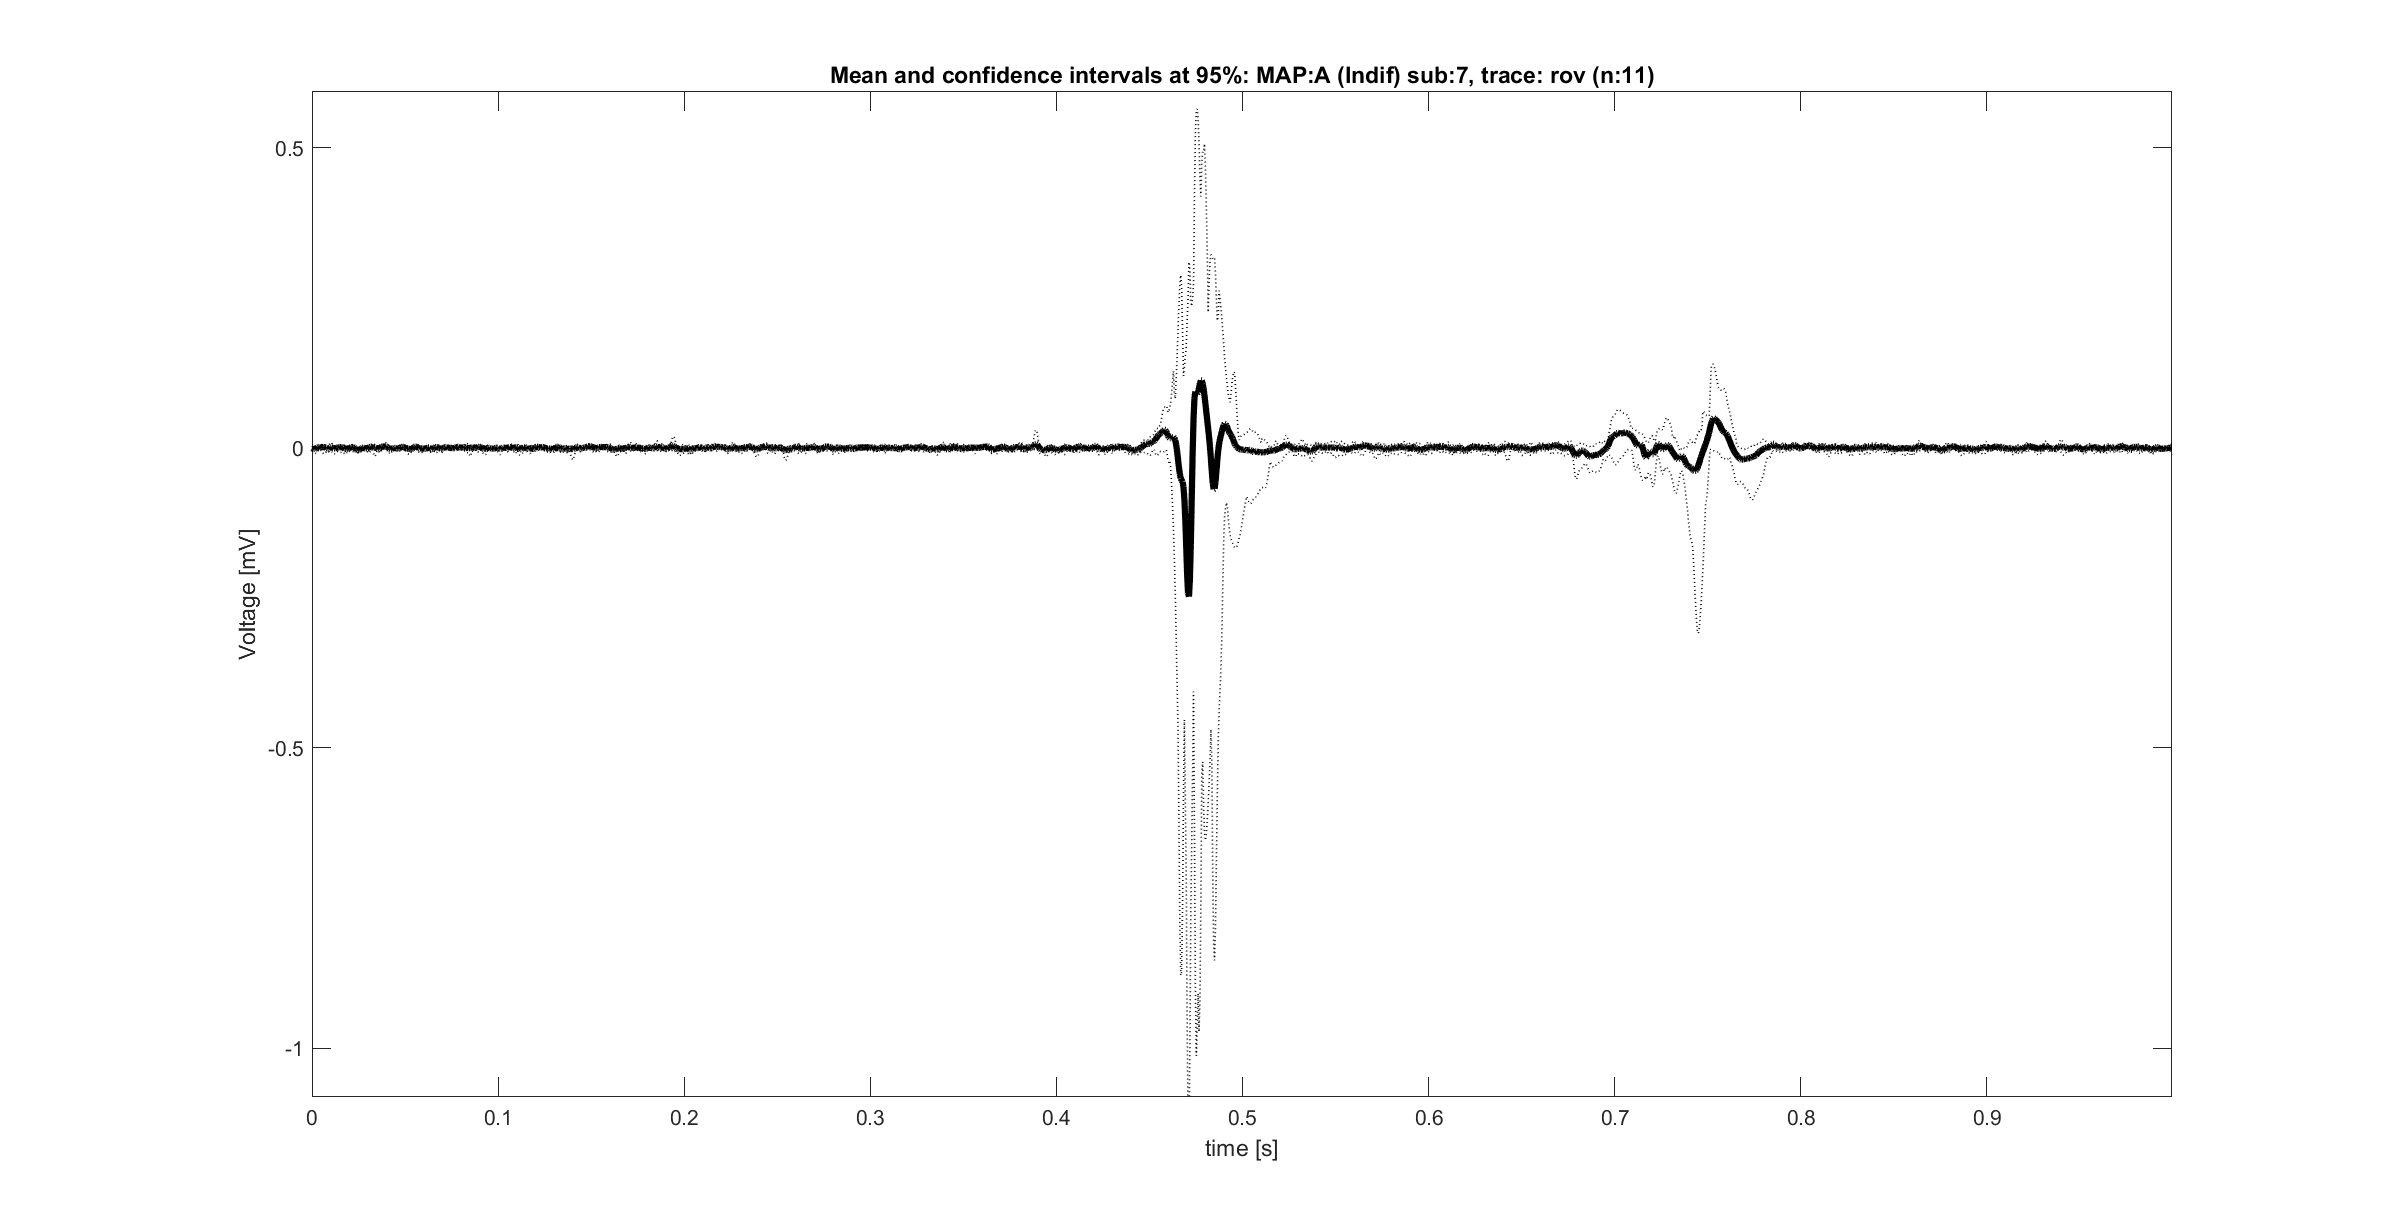 Mean and confidence intervals at 95%: MAP:A (Indif) sub:7, trace: rov (n:11)
0.5
0
-0.5
-1
Voltage [mV]
0 0.1 0.2 0.3 0.4 0.5 0.6 0.7 0.8 0.9
time [s]